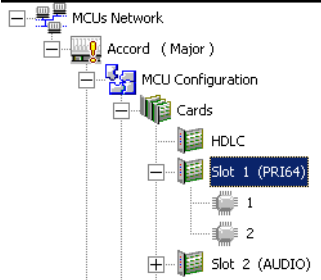 MCUs Network
Accord (Major)
MCU Configuration
Cards
HDLC
Slot 1 (PRI64)
1
2
Slot 2 (AUDIO)